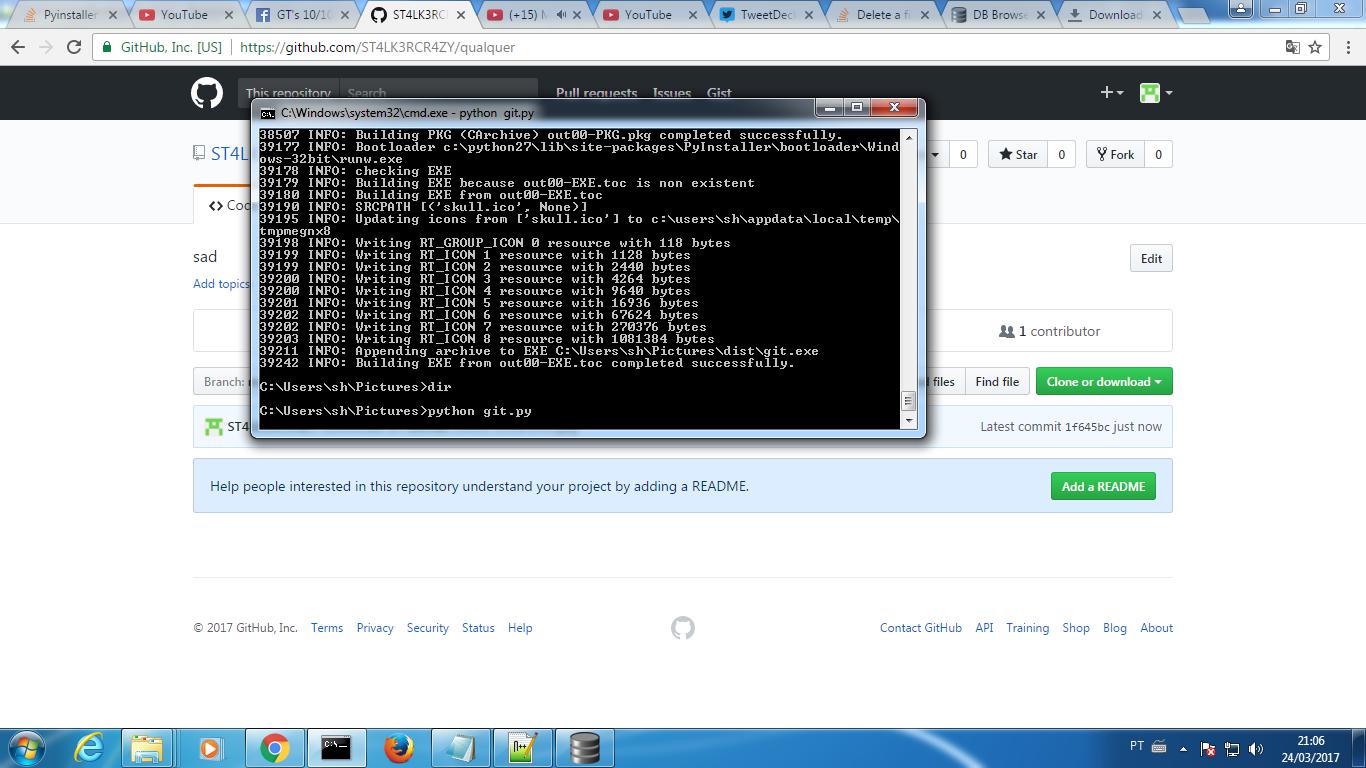 Pyinstaller
YouTube
GT's 10/10
ST4LK3RC
(+15)
YouTube
TweetDec
Delete a f
DB Browse
Download
GitHub, Inc. [US]
https://github.com/ST4LK3RCR4ZY/qualquer
This repository
Search
Pull requests
Issues
Gist
C:\Windows\system32\cmd.exe - python  git.py
38507 INFO: Building PKG (CArchive) out00-PKG.pkg completed successfully.
39177 INFO: Bootloader c:\python27\lib\site-packages\PyInstaller\bootloader\Wind
ows-32bit\runw.exe
39178 INFO: checking EXE
39179 INFO: Building EXE because out00-EXE.toc is non existent
39180 INFO: Building EXE from out00-EXE.toc
39190 INFO: SRCPATH [('skull.ico', None)]
39195 INFO: Updating icons from ['skull.ico'] to c:\users\sh\appdata\local\temp\
tmpmegnx8
39198 INFO: Writing RT_GROUP_ICON 0 resource with 118 bytes
39199 INFO: Writing RT_ICON 1 resource with 1128 bytes
39199 INFO: Writing RT_ICON 2 resource with 2440 bytes
39200 INFO: Writing RT_ICON 3 resource with 4264 bytes
39200 INFO: Writing RT_ICON 4 resource with 9640 bytes
39201 INFO: Writing RT_ICON 5 resource with 16936 bytes
39202 INFO: Writing RT_ICON 6 resource with 67624 bytes
39202 INFO: Writing RT_ICON 7 resource with 270376 bytes
39203 INFO: Writing RT_ICON 8 resource with 1081384 bytes
39211 INFO: Appending archive to EXE C:\Users\sh\Pictures\dist\git.exe
39242 INFO: Building EXE from out00-EXE.toc completed successfully.
C:\Users\sh\Pictures>dir
C:\Users\sh\Pictures>python git.py
ST4L
0
Star
0
Fork
0
<> Cod
sad
Edit
Add topics
1 contributor
Branch:
files
Find file
Clone or download
ST4
Latest commit 1f645bc just now
Help people interested in this repository understand your project by adding a README.
Add a README
© 2017 GitHub, Inc.
Terms
Privacy
Security
Status
Help
Contact GitHub
API
Training
Shop
Blog
About
PT
21:06
24/03/2017